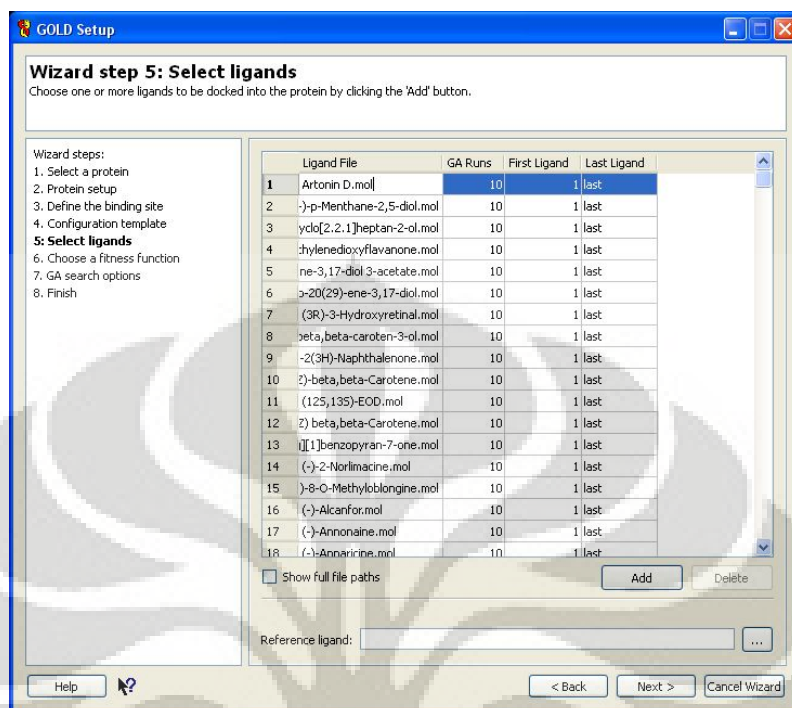 GOLD Setup
Wizard step 5: Select ligands
Choose one or more ligands to be docked into the protein by clicking the 'Add' button.
Wizard steps:
1. Select a protein
2. Protein setup
3. Define the binding site
4. Configuration template
5: Select ligands
6. Choose a fitness function
7. GA search options
8. Finish
Ligand File GA Runs First Ligand Last Ligand
1 Artonin D.mol 10 1 last
2 -)-p-Menthane-2,5-diol.mol 10 1 last
3 yclo[2.2.1]heptan-2-ol.mol 10 1 last
4 thylenedioxyflavanone.mol 10 1 last
5 ne-3,17-diol 3-acetate.mol 10 1 last
6 o-20(29)-ene-3,17-diol.mol 10 1 last
7 (3R)-3-Hydroxyretinal.mol 10 1 last
8 beta,beta-caroten-3-ol.mol 10 1 last
9 -2(3H)-Naphthalenone.mol 10 1 last
10 Z)-beta,beta-Carotene.mol 10 1 last
11 (12S,13S)-EOD.mol 10 1 last
12 Z) beta,beta-Carotene.mol 10 1 last
13 ][1]benzopyran-7-one.mol 10 1 last
14 (-)-2-Norlimacine.mol 10 1 last
15 )-8-O-Methyloblongine.mol 10 1 last
16 (-)-Alcanfor.mol 10 1 last
17 (-)-Annonaine.mol 10 1 last
18 (-)-Apparicine.mol 10 1 last
Show full file paths
Add
Delete
Reference ligand:
...
Help
< Back
Next >
Cancel Wizard